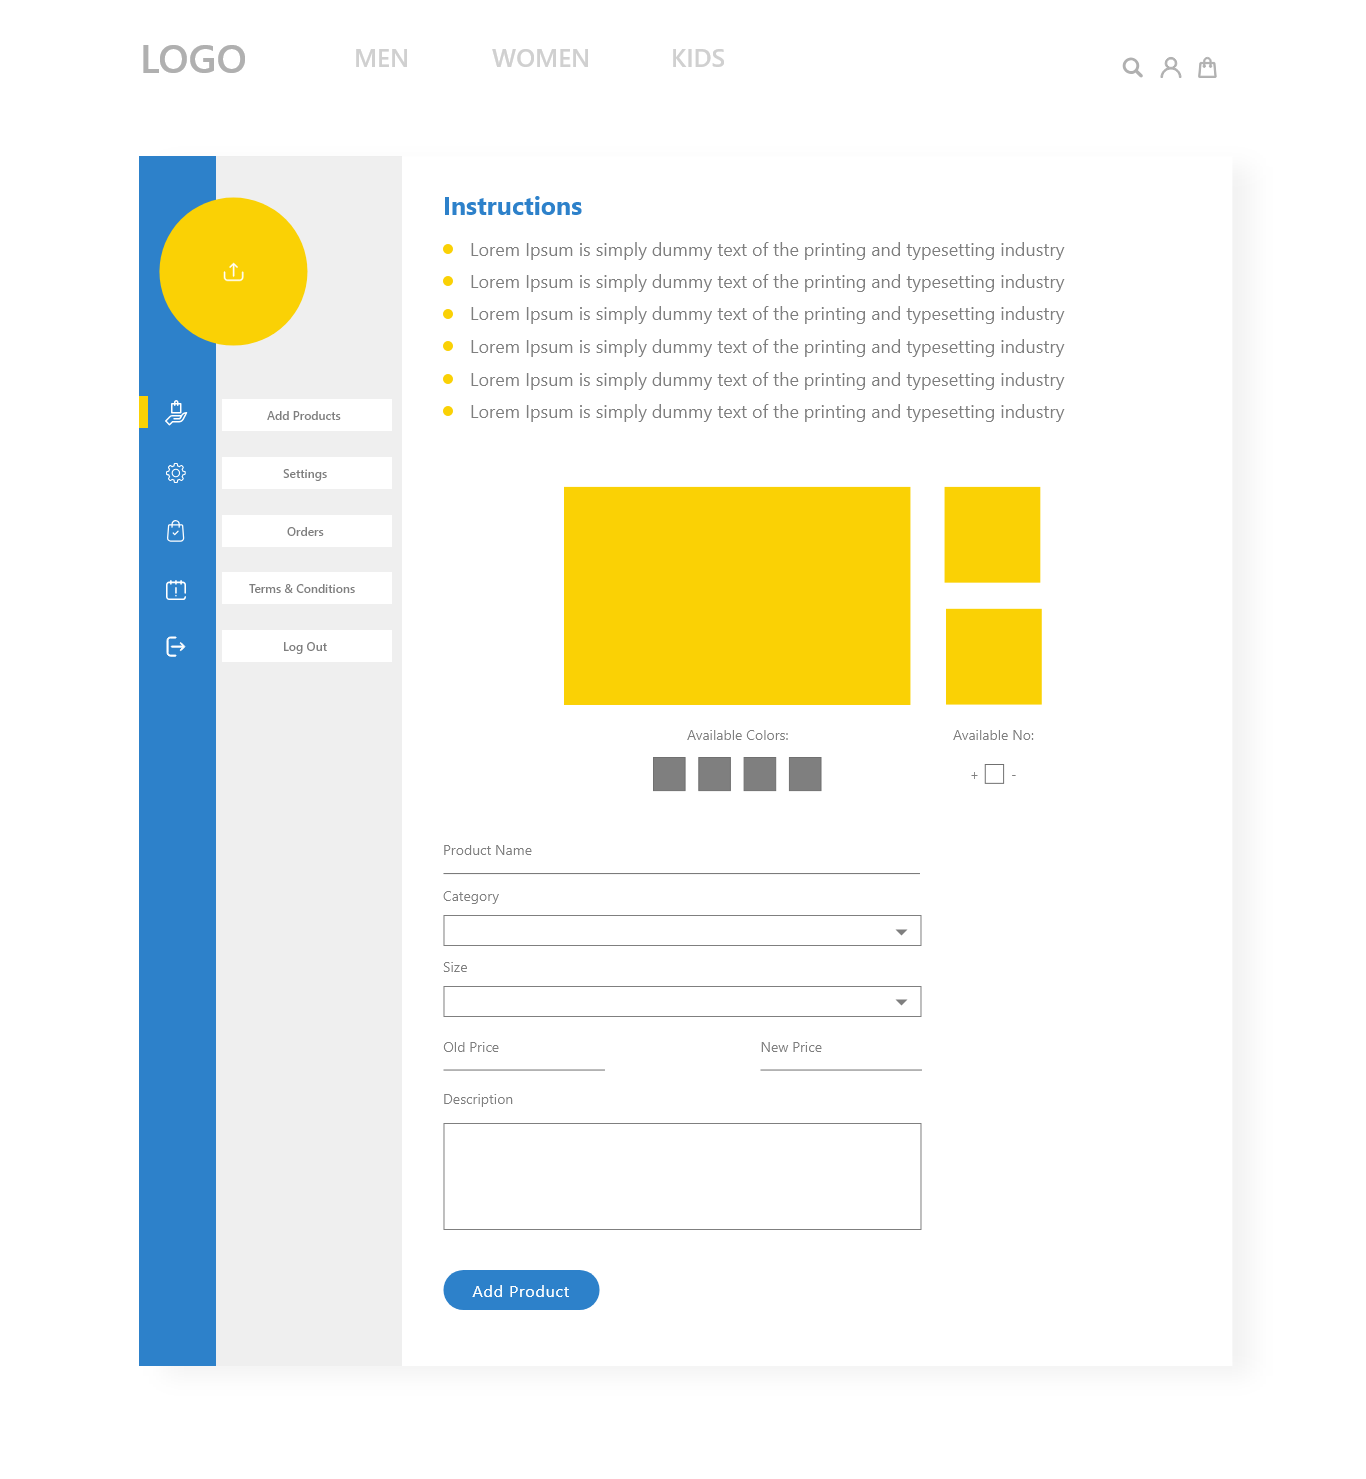 LOGO
MEN
WOMEN
KIDS
Add Products
Settings
Orders
Terms & Conditions
Log Out
Instructions
Lorem Ipsum is simply dummy text of the printing and typesetting industry
Lorem Ipsum is simply dummy text of the printing and typesetting industry
Lorem Ipsum is simply dummy text of the printing and typesetting industry
Lorem Ipsum is simply dummy text of the printing and typesetting industry
Lorem Ipsum is simply dummy text of the printing and typesetting industry
Lorem Ipsum is simply dummy text of the printing and typesetting industry
Available Colors:
Available No:
+ -
Product Name
Category
Size
Old Price
New Price
Description
Add Product